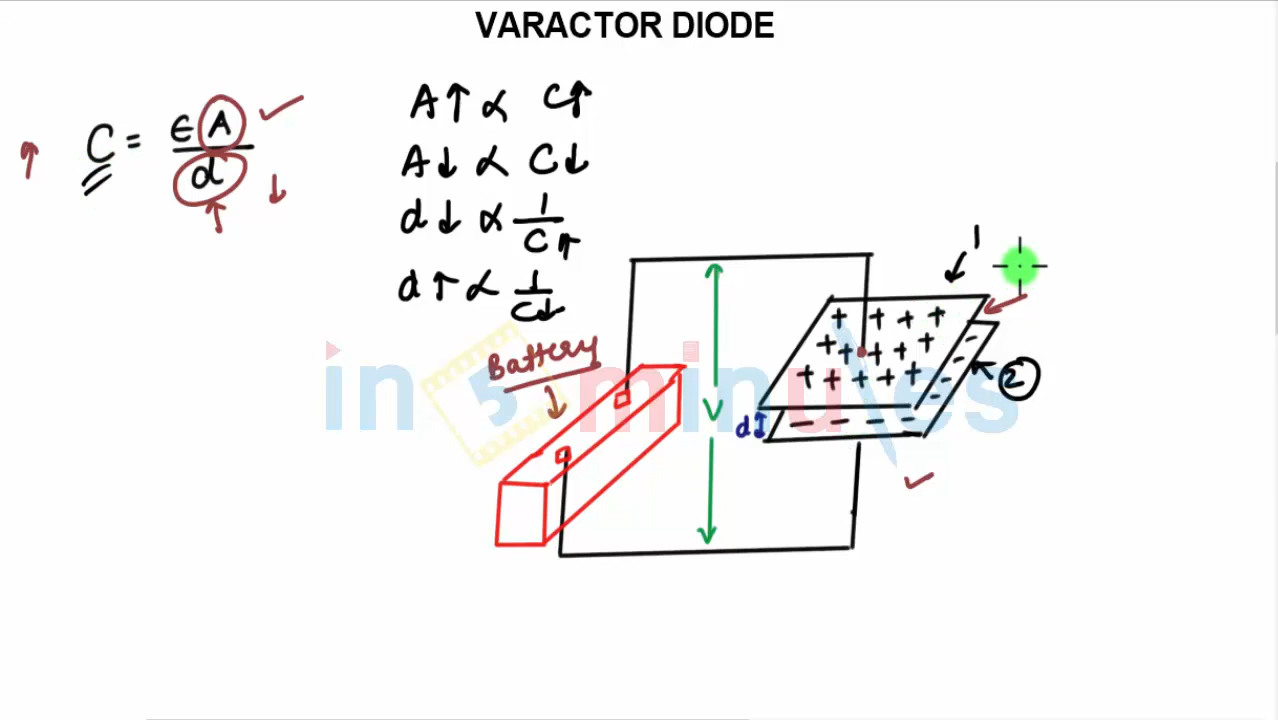 VARACTOR DIODE
A↑ ∝ C↑
↑ C = ϵA / d ↓
A↓ ∝ C↓
d↓ ∝ 1/C↑
d↑ ∝ 1/C↓
1
Battery
in 5 minutes
2
d
+ + + +
+ + + + +
+ + + + +
- - - -
- - - -